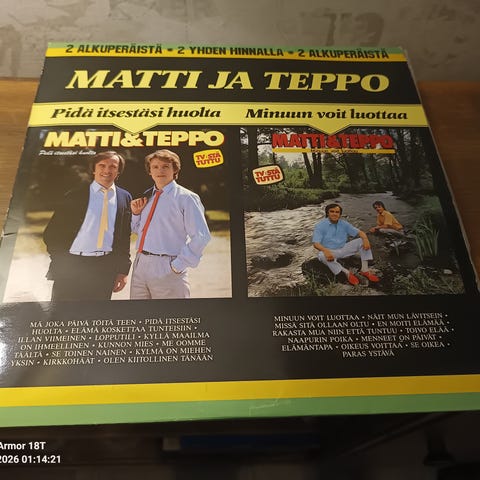 2 ALKUPERÄISTÄ • 2 YHDEN HINNALLA • 2 ALKUPERÄISTÄ
MATTI JA TEPPO
Pidä itsestäsi huolta
Minuun voit luottaa
MATTI&TEPPO
Pidä itsestäsi huolta
TV:STÄ
TUTTU
MATTI&TEPPO
TV:STÄ
TUTTU
MÄ JOKA PÄIVÄ TÖITÄ TEEN • PIDÄ ITSESTÄSI
HUOLTA • ELÄMÄ KOSKETTAA TUNTEISIIN •
ILLAN VIIMEINEN • LOPPUTILI • KYLLÄ MAAILMA
ON IHMEELLINEN • KUNNON MIES • ME OOMME
TÄÄLTÄ • SE TOINEN NAINEN • KYLMÄ ON MIEHEN
YKSIN • KIRKKOHÄÄT • OLEN KIITOLLINEN TÄNÄÄN
MINUUN VOIT LUOTTAA • NÄIT MUN LÄVITSEIN •
MISSÄ SITÄ OLLAAN OLTU • EN MOITI ELÄMÄÄ •
RAKASTA MUA NIIN ETTÄ TUNTUU • TOIVO ELÄÄ •
NAAPURIN POIKA • MENNEET ON PÄIVÄT •
ELÄMÄNTAPA • OIKEUS VOITTAA • SE OIKEA •
PARAS YSTÄVÄ
Armor 18T
2026 01:14:21